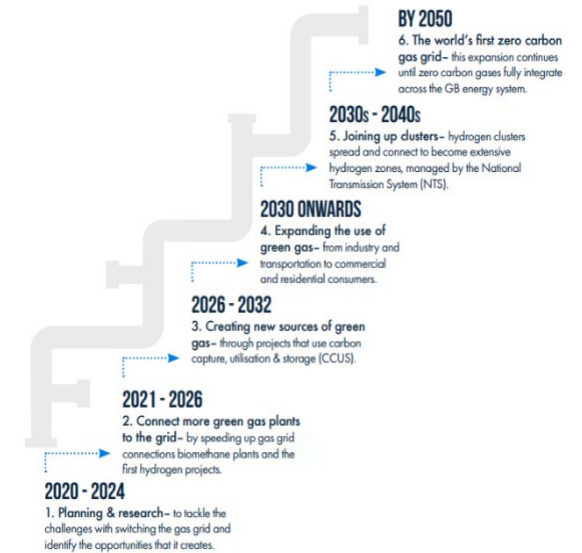 BY 2050
6. The world's first zero carbon
gas grid– this expansion continues
until zero carbon gases fully integrate
across the GB energy system.
2030s - 2040s
5. Joining up clusters– hydrogen clusters
spread and connect to become extensive
hydrogen zones, managed by the National
Transmission System (NTS).
2030 ONWARDS
4. Expanding the use of
green gas– from industry and
transportation to commercial
and residential consumers.
2026 - 2032
3. Creating new sources of green
gas– through projects that use carbon
capture, utilisation & storage (CCUS).
2021 - 2026
2. Connect more green gas plants
to the grid– by speeding up gas grid
connections biomethane plants and the
first hydrogen projects.
2020 - 2024
1. Planning & research– to tackle the
challenges with switching the gas grid and
identify the opportunities that it creates.